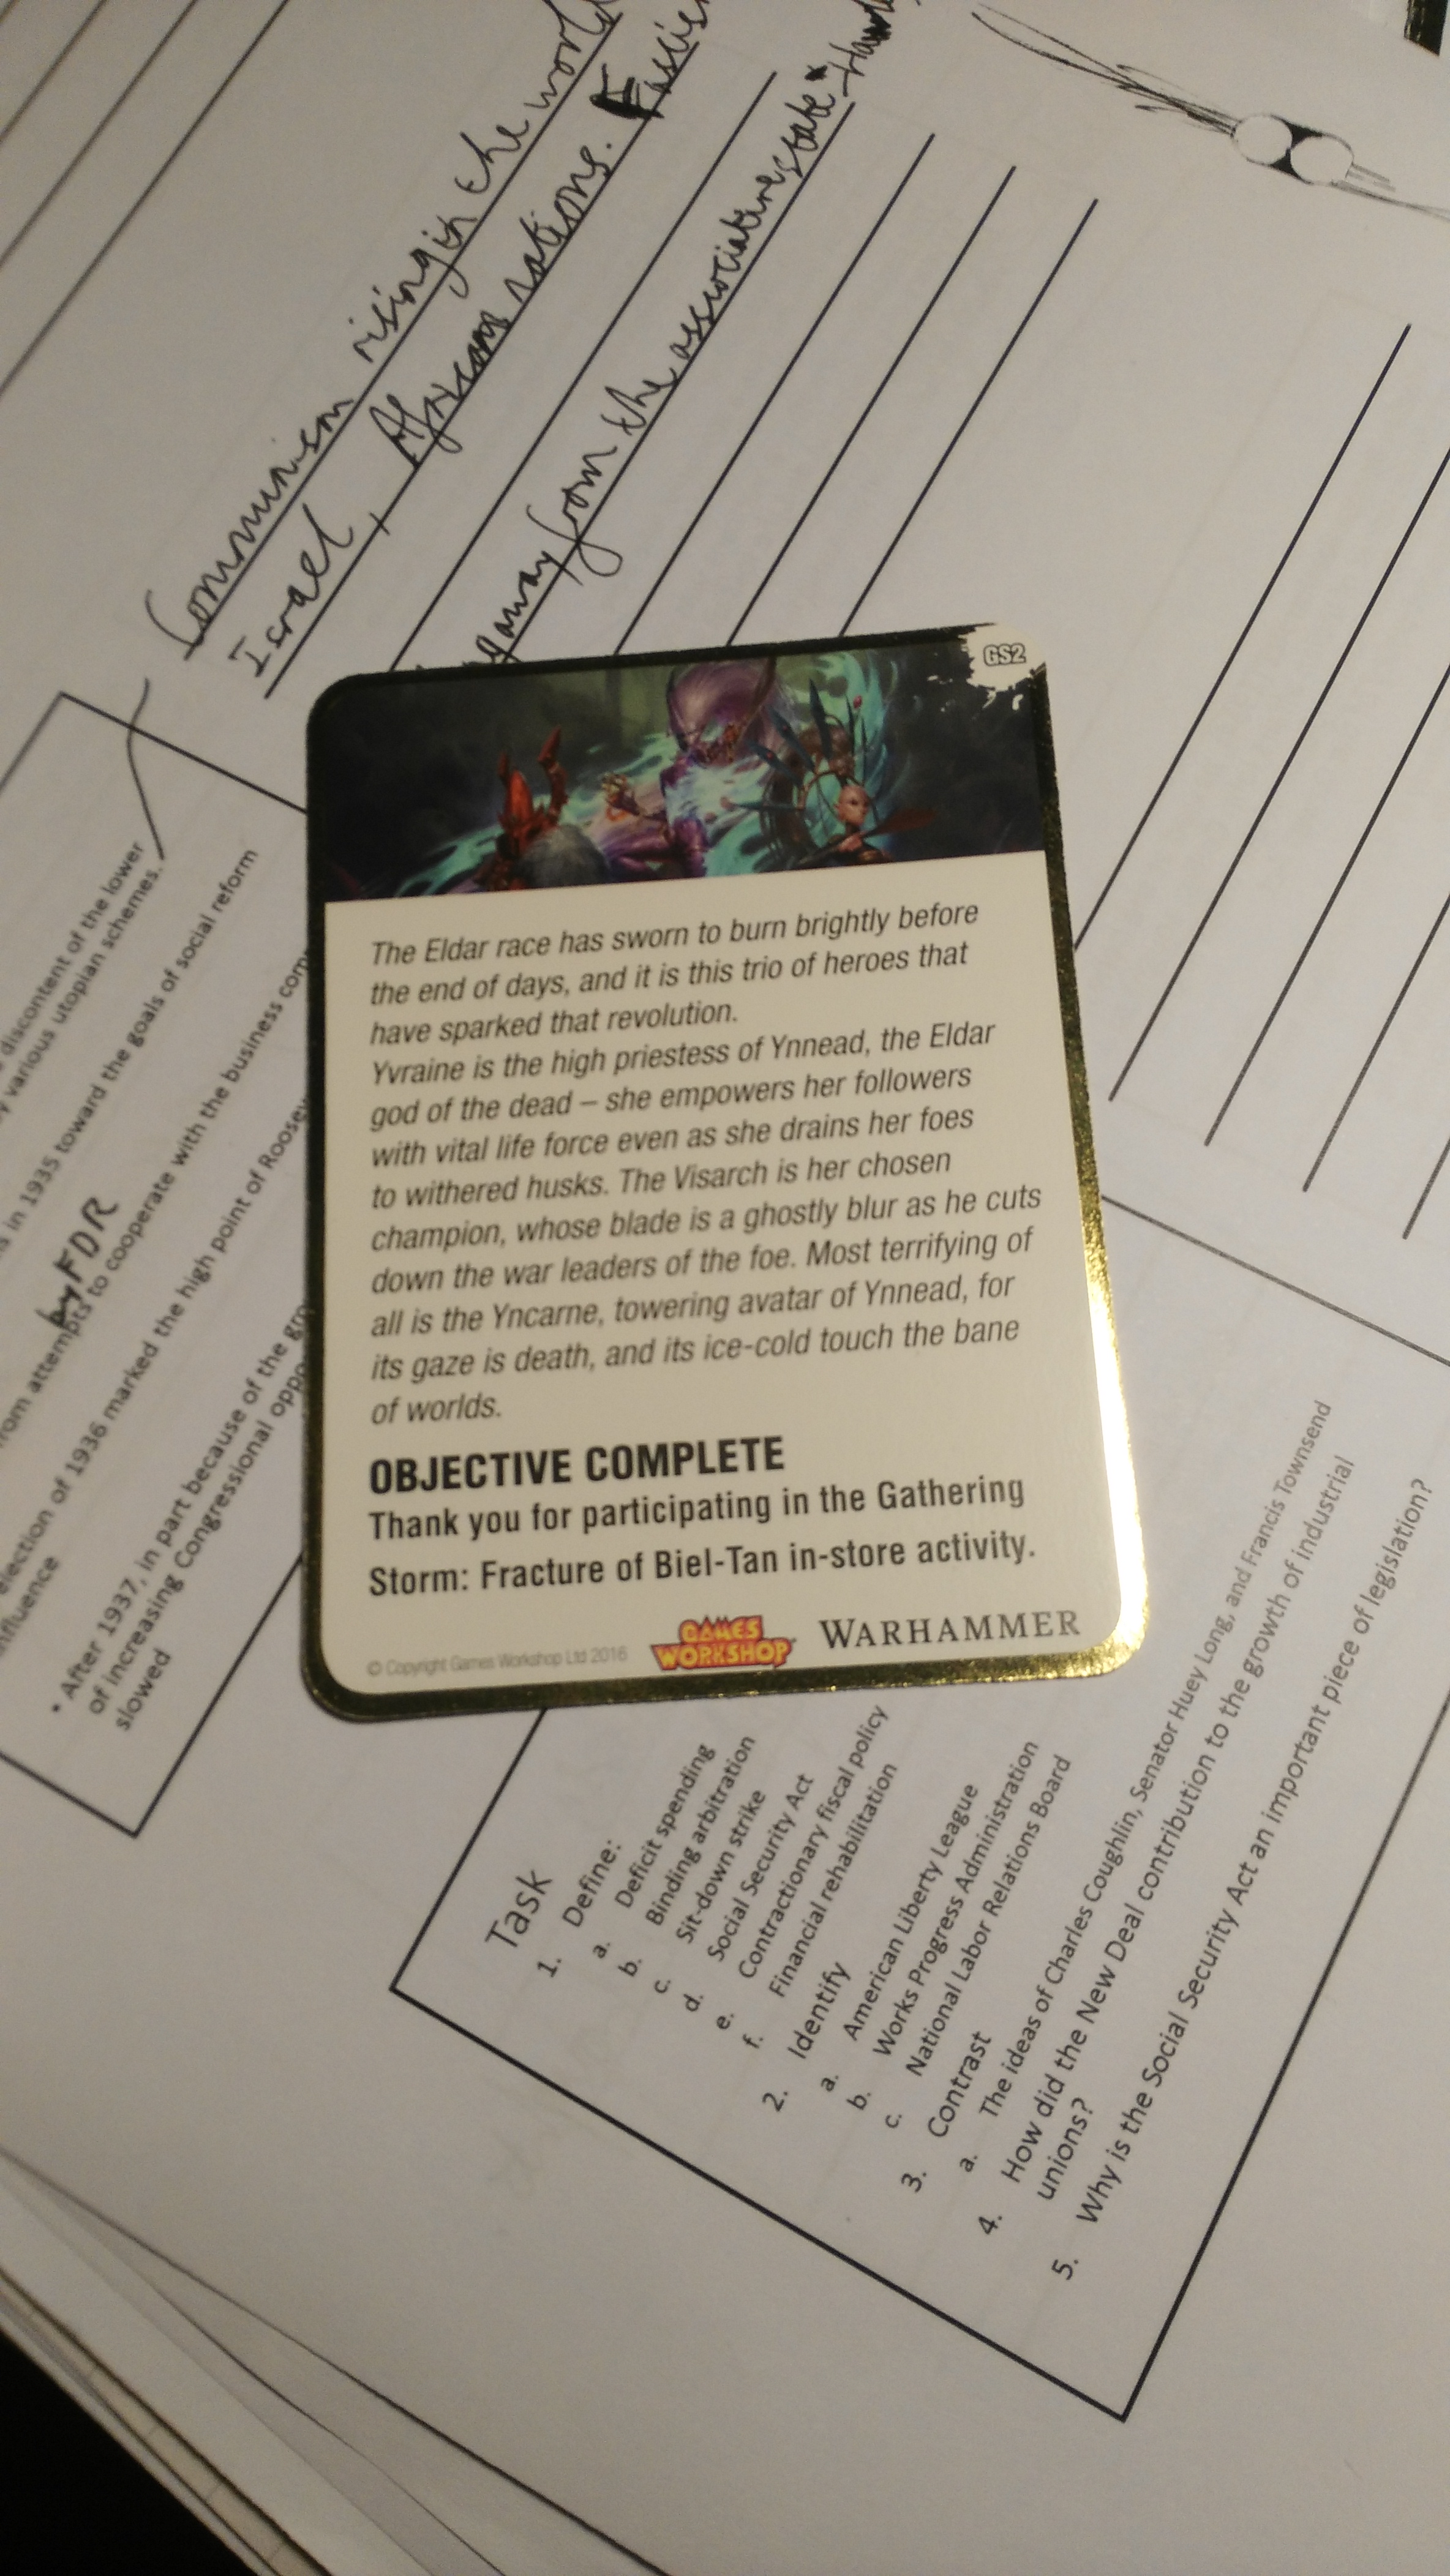 Communism rising in the world
Israel, African nations.
away from the associative state"
GS2
The Eldar race has sworn to burn brightly before
the end of days, and it is this trio of heroes that
have sparked that revolution.
Yvraine is the high priestess of Ynnead, the Eldar
god of the dead – she empowers her followers
with vital life force even as she drains her foes
to withered husks. The Visarch is her chosen
champion, whose blade is a ghostly blur as he cuts
down the war leaders of the foe. Most terrifying of
all is the Yncarne, towering avatar of Ynnead, for
its gaze is death, and its ice-cold touch the bane
of worlds.
OBJECTIVE COMPLETE
Thank you for participating in the Gathering
Storm: Fracture of Biel-Tan in-store activity.
© Copyright Games Workshop Ltd 2016
GAMES
WORKSHOP
WARHAMMER
discontent of the lower
various utopian schemes.
in 1935 toward the goals of social reform
by FDR
from attempts to cooperate with the business
election of 1936 marked the high point of
influence
• After 1937, in part because of the
of increasing Congressional
slowed
Task
1. Define:
a. Deficit spending
b. Binding arbitration
c. Sit-down strike
d. Social Security Act
e. Contractionary fiscal policy
f. Financial rehabilitation
2. Identify
a. American Liberty League
b. Works Progress Administration
c. National Labor Relations Board
3. Contrast
a. The ideas of Charles Coughlin, Senator Huey Long, and Francis Townsend
4. How did the New Deal contribution to the growth of industrial
unions?
5. Why is the Social Security Act an important piece of legislation?